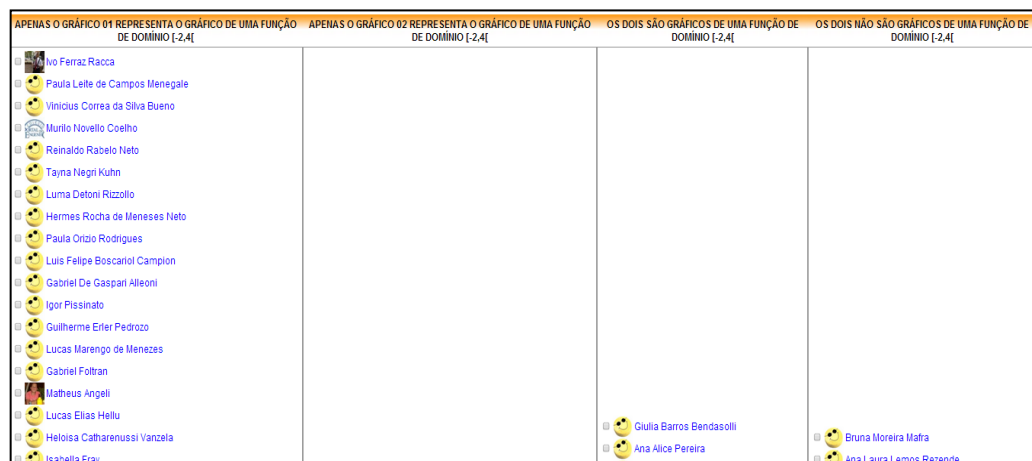 APENAS O GRÁFICO 01 REPRESENTA O GRÁFICO DE UMA FUNÇÃO
DE DOMÍNIO [-2,4[
APENAS O GRÁFICO 02 REPRESENTA O GRÁFICO DE UMA FUNÇÃO
DE DOMÍNIO [-2,4[
OS DOIS SÃO GRÁFICOS DE UMA FUNÇÃO DE
DOMÍNIO [-2,4[
OS DOIS NÃO SÃO GRÁFICOS DE UMA FUNÇÃO DE
DOMÍNIO [-2,4[
Ivo Ferraz Racca
Paula Leite de Campos Menegale
Vinicius Correa da Silva Bueno
Murilo Novello Coelho
Reinaldo Rabelo Neto
Tayna Negri Kuhn
Luma Detoni Rizzollo
Hermes Rocha de Meneses Neto
Paula Orizio Rodrigues
Luis Felipe Boscariol Campion
Gabriel De Gaspari Alleoni
Igor Pissinato
Guilherme Erler Pedrozo
Lucas Marengo de Menezes
Gabriel Foltran
Matheus Angeli
Lucas Elias Hellu
Heloisa Catharenussi Vanzela
Isabella Fray
Giulia Barros Bendasolli
Ana Alice Pereira
Bruna Moreira Mafra
Ana Laura Lemos Rezende